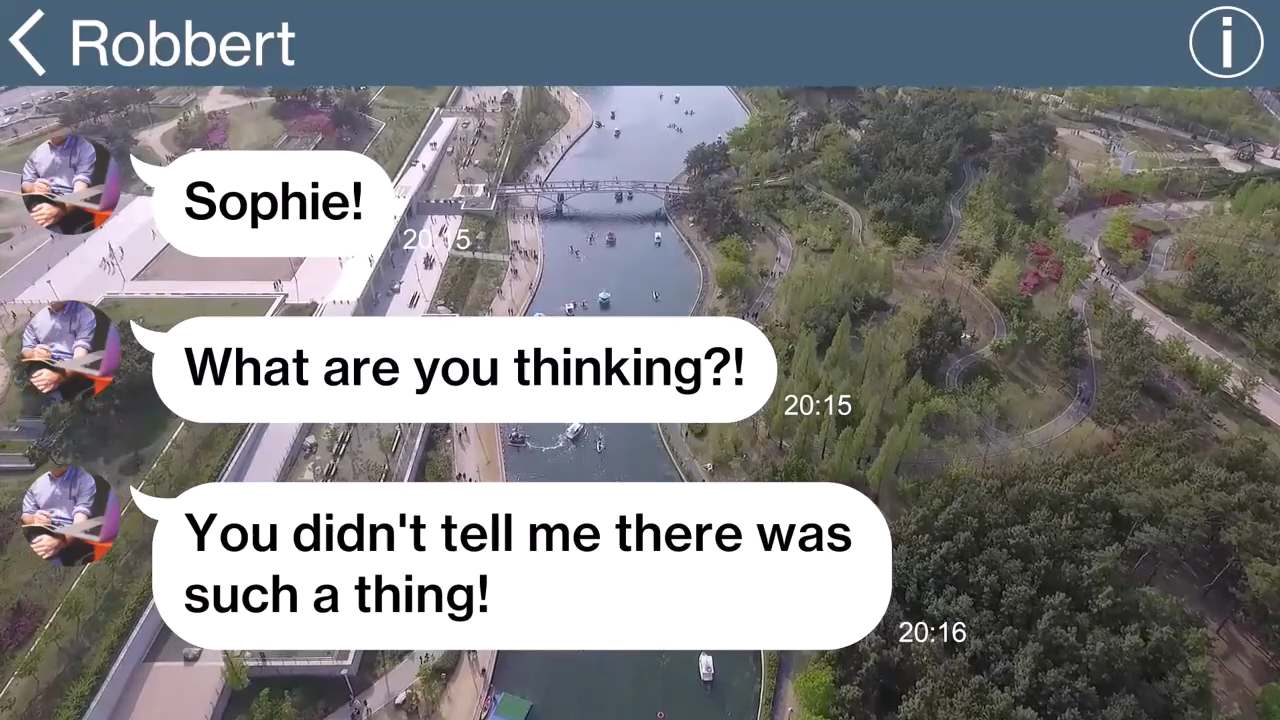 Robbert
i
Sophie!
20:15
What are you thinking?!
20:15
You didn't tell me there was
such a thing!
20:16